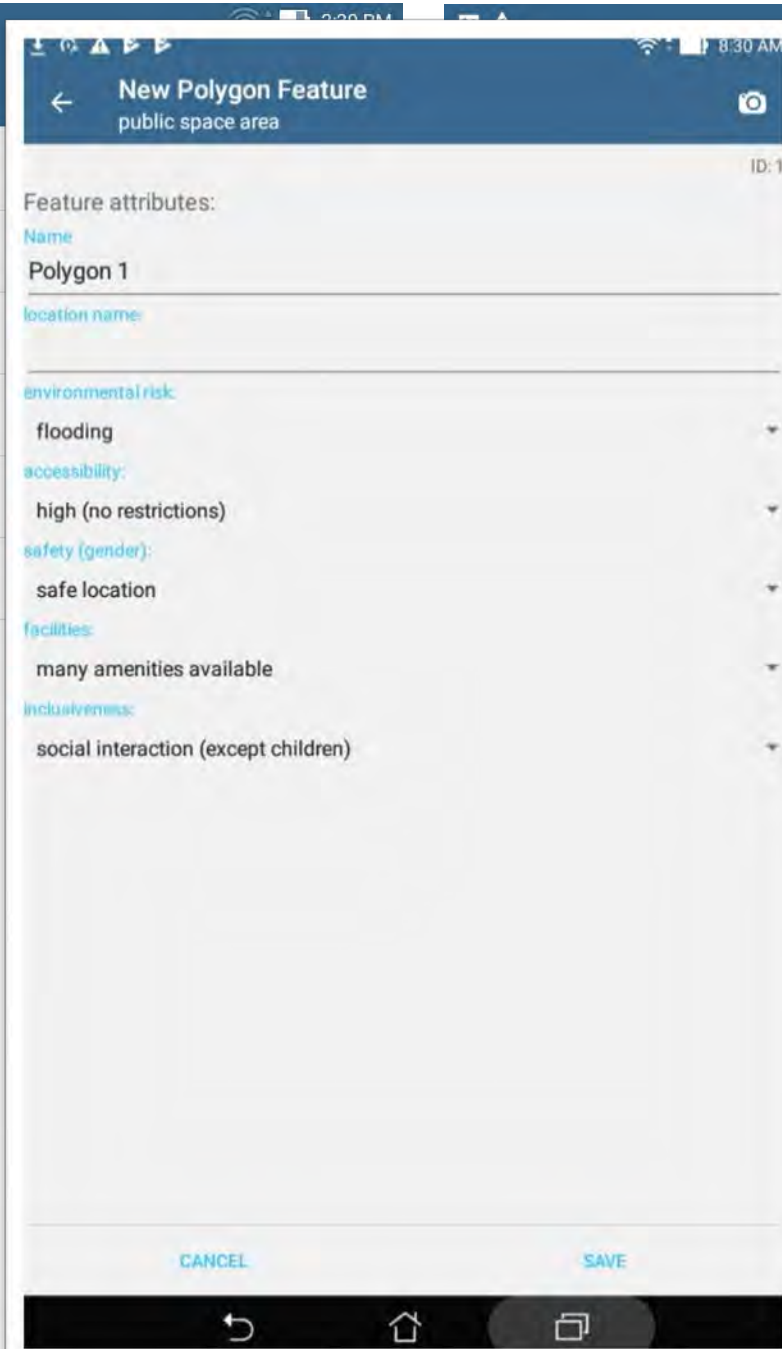 8:30 AM
New Polygon Feature
public space area
ID: 1
Feature attributes:
Name
Polygon 1
location name:
environmental risk:
flooding
accessibility:
high (no restrictions)
safety (gender):
safe location
facilities:
many amenities available
inclusiveness:
social interaction (except children)
CANCEL
SAVE